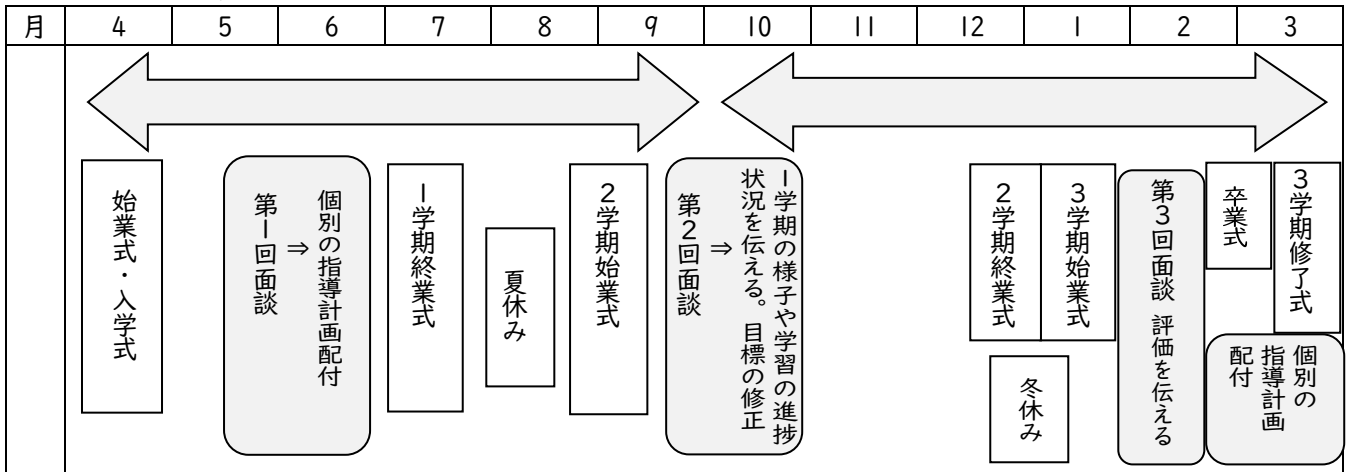 月 4 5 6 7 8 9 10 11 12 1 2 3
始業式・入学式
第1回面談
⇒
個別の指導計画配付
1学期終業式
夏休み
2学期始業式
1学期の様子や学習の進捗
状況を伝える。目標の修正
⇒
第2回面談
2学期終業式
冬休み
3学期始業式
第3回面談 評価を伝える
卒業式
3学期修了式
個別の
指導計画
配付